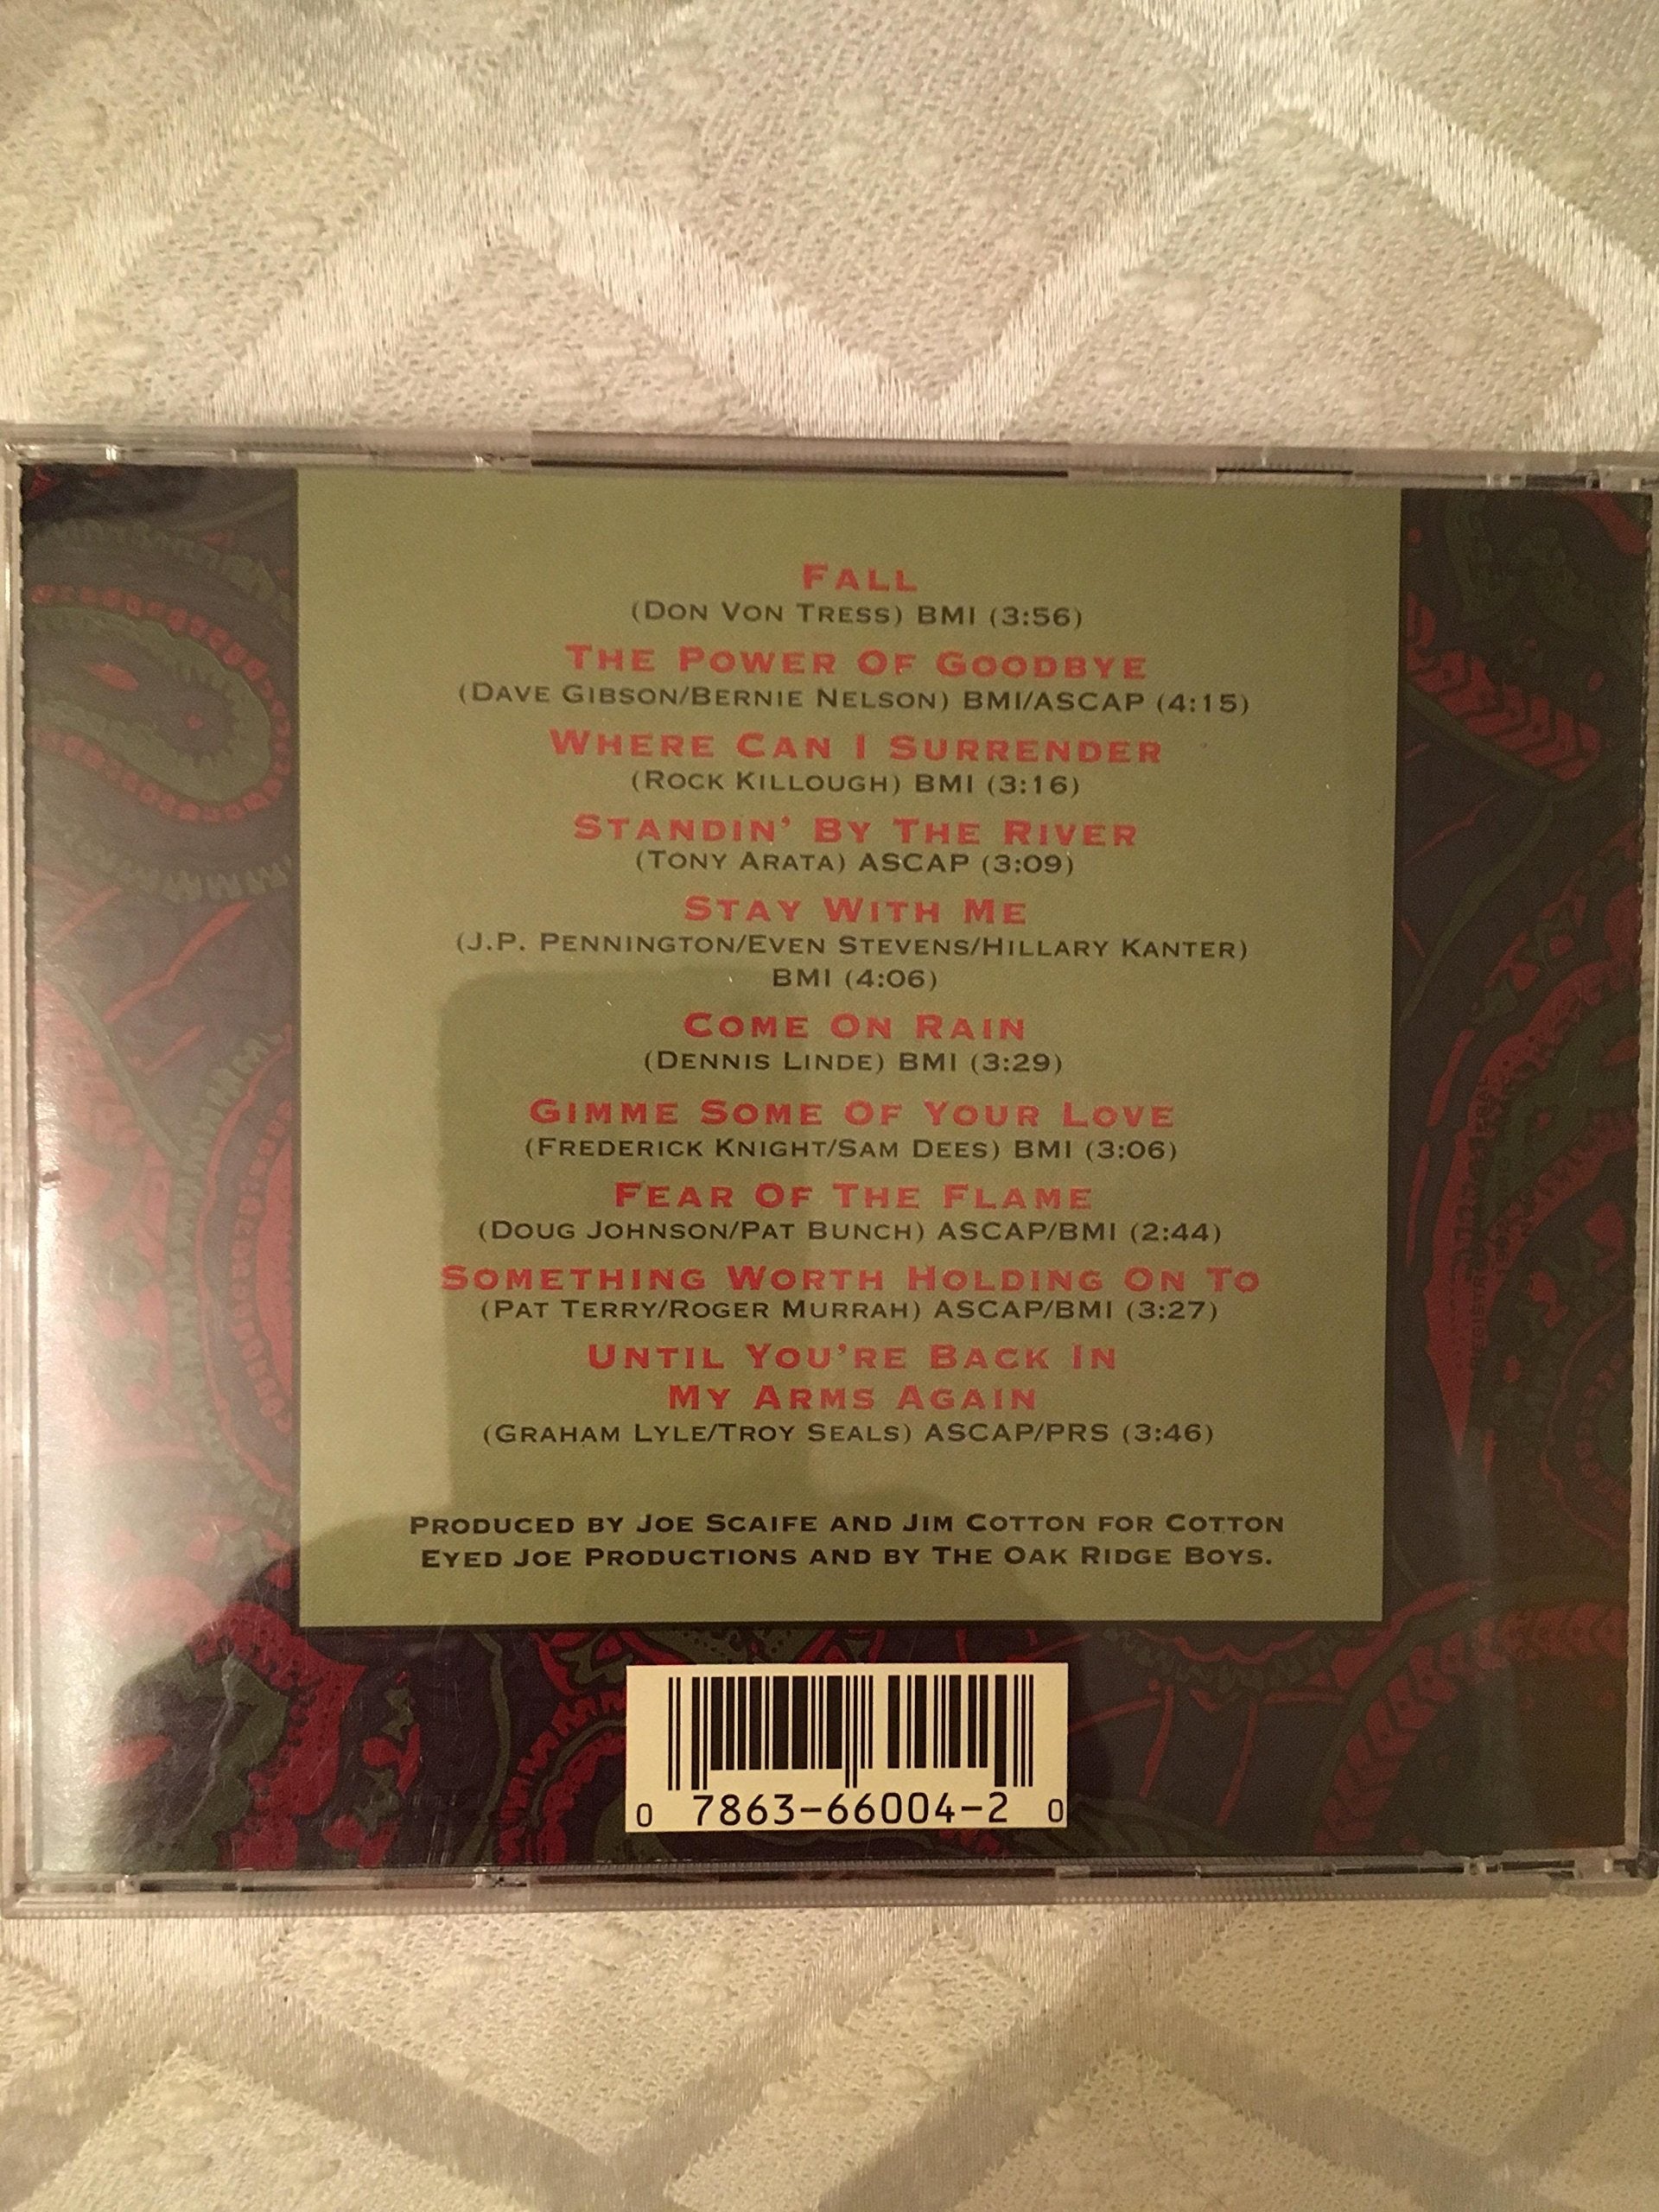 FALL
(DON VON TRESS) BMI (3:56)
THE POWER OF GOODBYE
(DAVE GIBSON/BERNIE NELSON) BMI/ASCAP (4:15)
WHERE CAN I SURRENDER
(ROCK KILLOUGH) BMI (3:16)
STANDIN' BY THE RIVER
(TONY ARATA) ASCAP (3:09)
STAY WITH ME
(J.P. PENNINGTON/EVEN STEVENS/HILLARY KANTER)
BMI (4:06)
COME ON RAIN
(DENNIS LINDE) BMI (3:29)
GIMME SOME OF YOUR LOVE
(FREDERICK KNIGHT/SAM DEES) BMI (3:06)
FEAR OF THE FLAME
(DOUG JOHNSON/PAT BUNCH) ASCAP/BMI (2:44)
SOMETHING WORTH HOLDING ON TO
(PAT TERRY/ROGER MURRAH) ASCAP/BMI (3:27)
UNTIL YOU'RE BACK IN
MY ARMS AGAIN
(GRAHAM LYLE/TROY SEALS) ASCAP/PRS (3:46)
PRODUCED BY JOE SCAIFE AND JIM COTTON FOR COTTON
EYED JOE PRODUCTIONS AND BY THE OAK RIDGE BOYS.
0 7863-66004-2 0